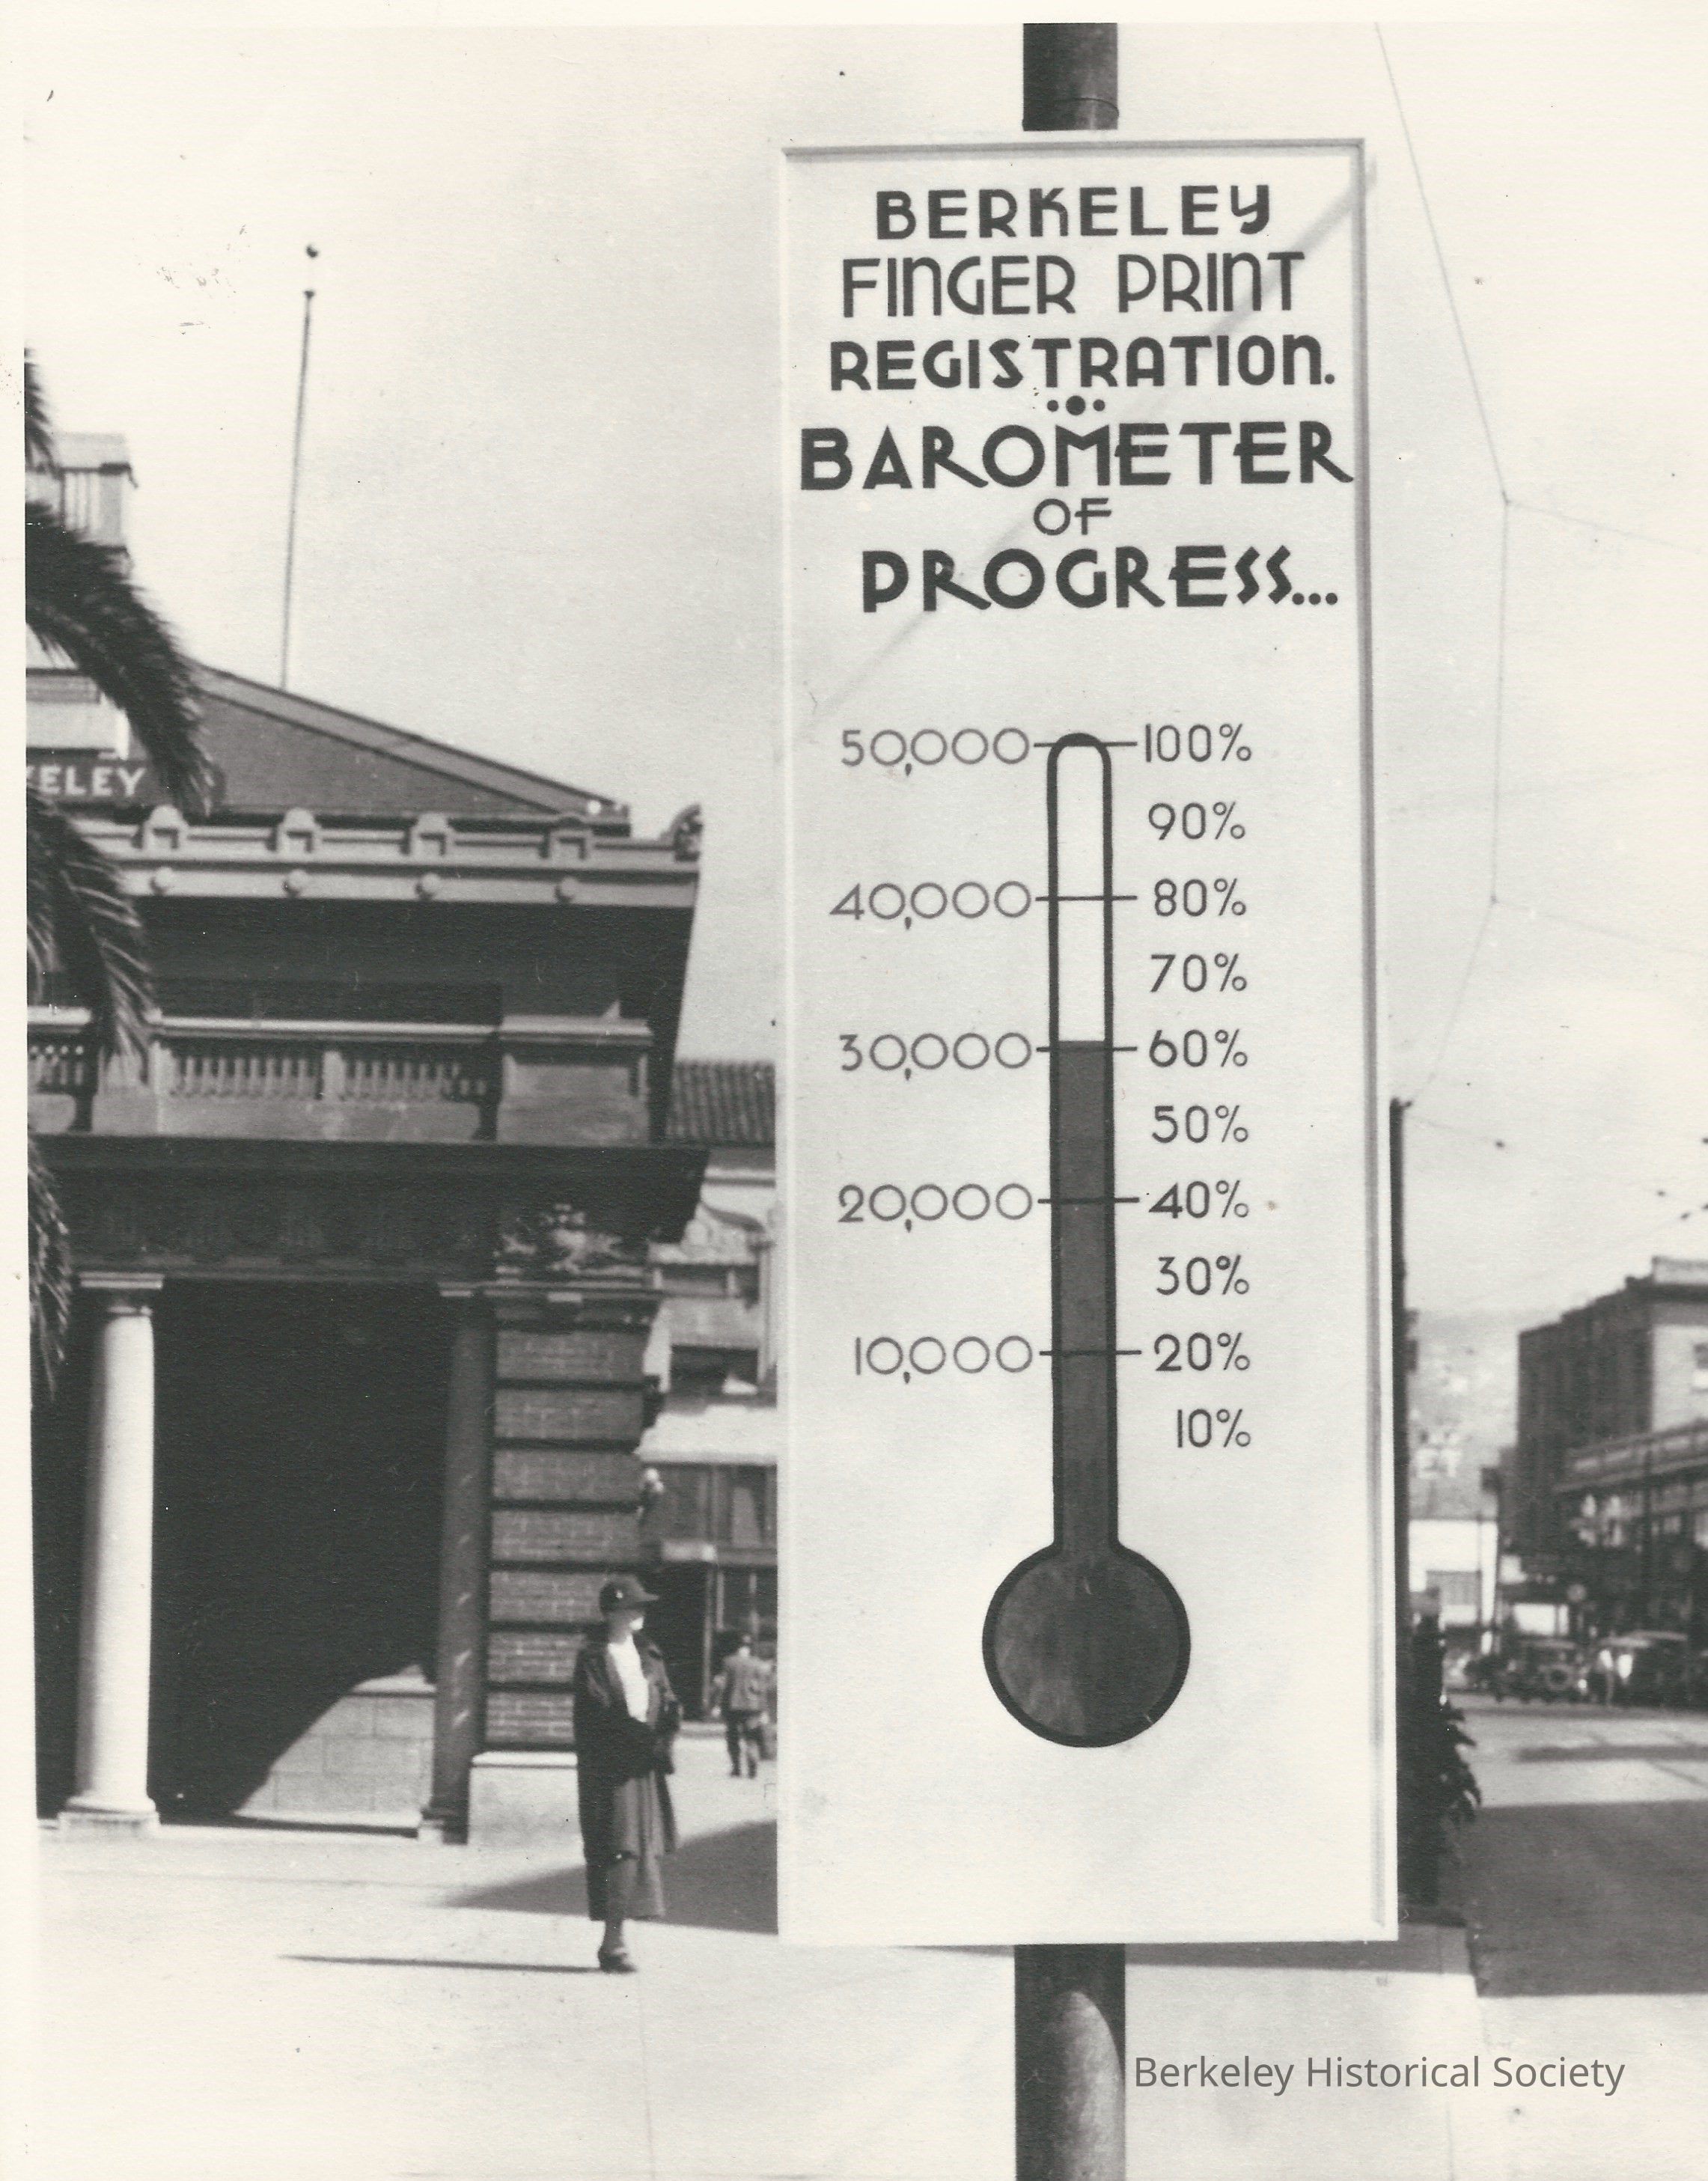 BERKELEY
FINGER PRINT
REGISTRATION.
BAROMETER
OF
PROGRESS...
50,000 100%
90%
40,000 80%
70%
30,000 60%
50%
20,000 40%
30%
10,000 20%
10%
KELEY
Berkeley Historical Society